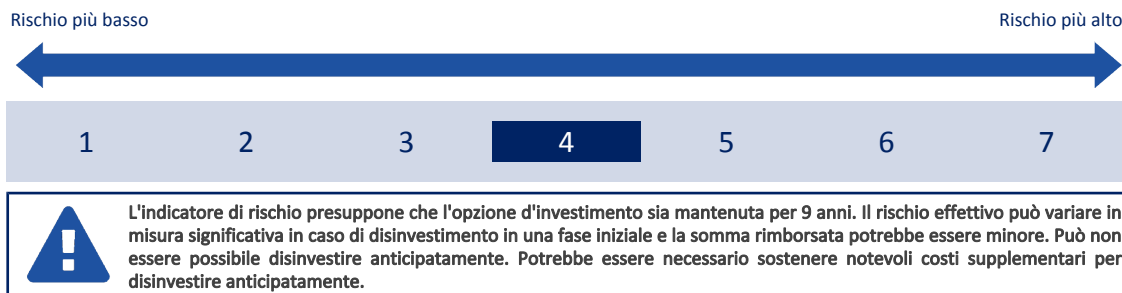 Rischio più basso Rischio più alto
1 2 3 4 5 6 7
L'indicatore di rischio presuppone che l'opzione d'investimento sia mantenuta per 9 anni. Il rischio effettivo può variare in
misura significativa in caso di disinvestimento in una fase iniziale e la somma rimborsata potrebbe essere minore. Può non
essere possibile disinvestire anticipatamente. Potrebbe essere necessario sostenere notevoli costi supplementari per
disinvestire anticipatamente.